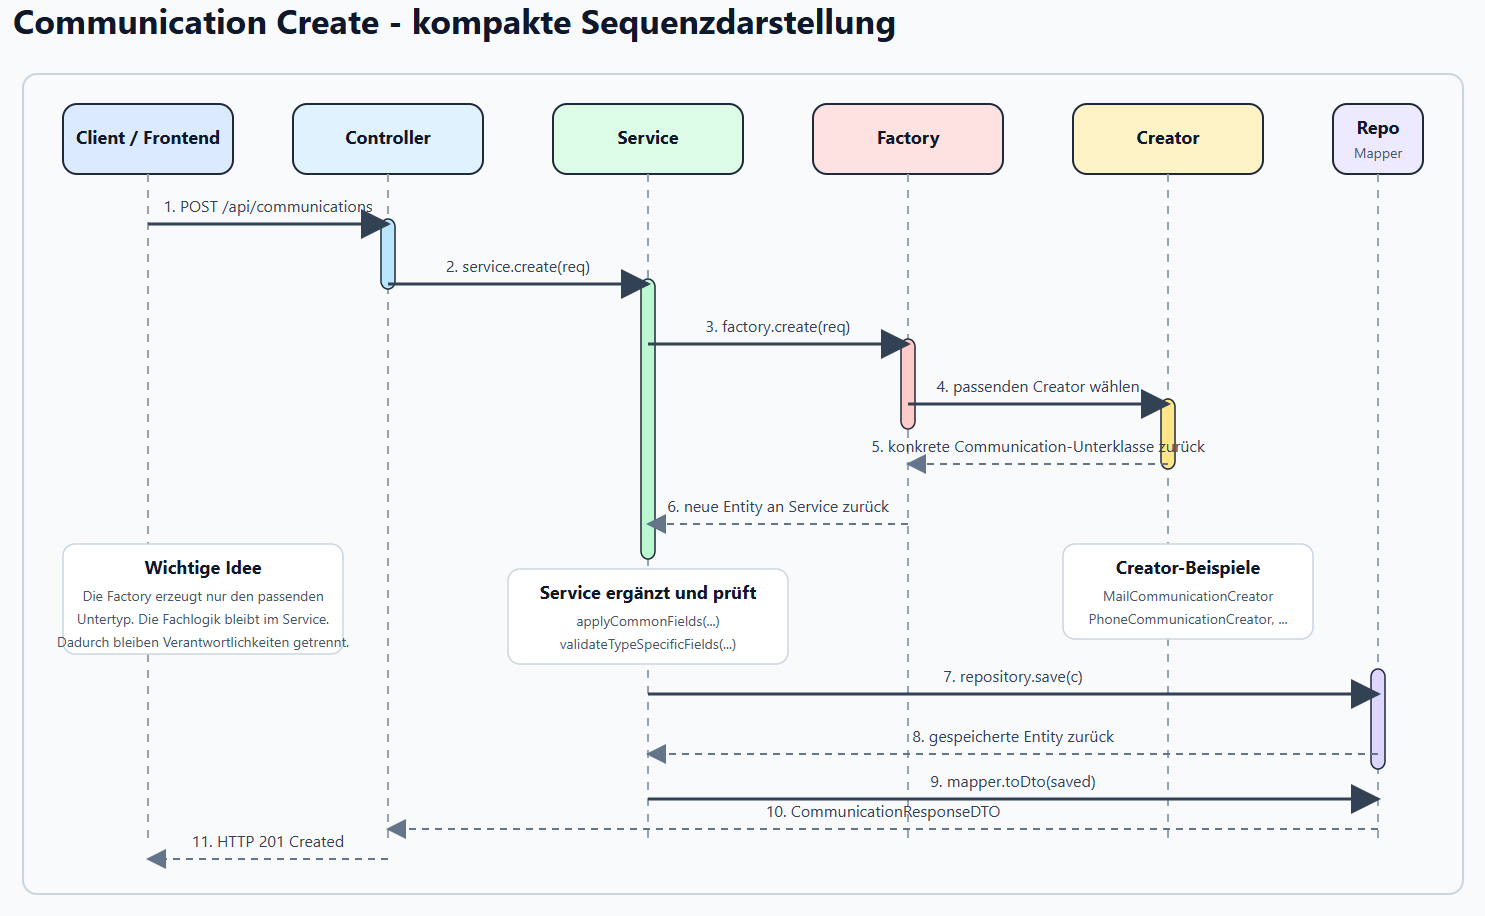 Communication Create - kompakte Sequenzdarstellung
Client / Frontend
Controller
Service
Factory
Creator
Repo
Mapper
1. POST /api/communications
2. service.create(req)
3. factory.create(req)
4. passenden Creator wählen
5. konkrete Communication-Unterklasse zurück
6. neue Entity an Service zurück
Wichtige Idee
Die Factory erzeugt nur den passenden
Untertyp. Die Fachlogik bleibt im Service.
Dadurch bleiben Verantwortlichkeiten getrennt.
Service ergänzt und prüft
applyCommonFields(...)
validateTypeSpecificFields(...)
Creator-Beispiele
MailCommunicationCreator
PhoneCommunicationCreator, ...
7. repository.save(c)
8. gespeicherte Entity zurück
9. mapper.toDto(saved)
10. CommunicationResponseDTO
11. HTTP 201 Created